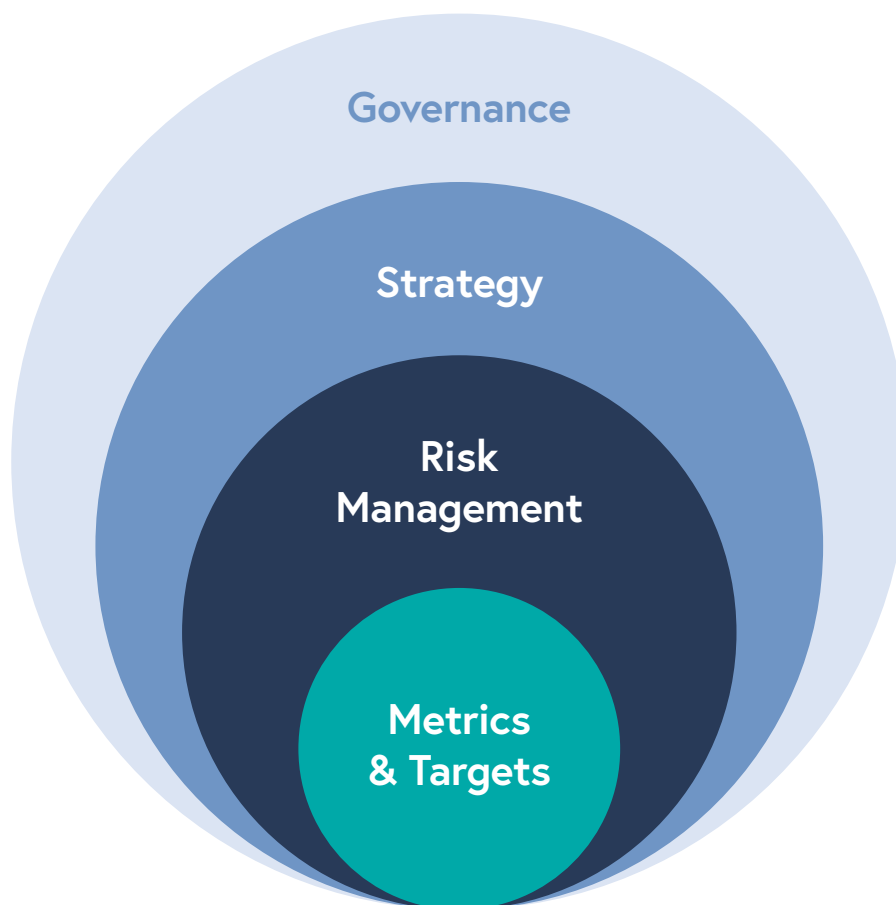 Governance
Strategy
Risk
Management
Metrics
& Targets